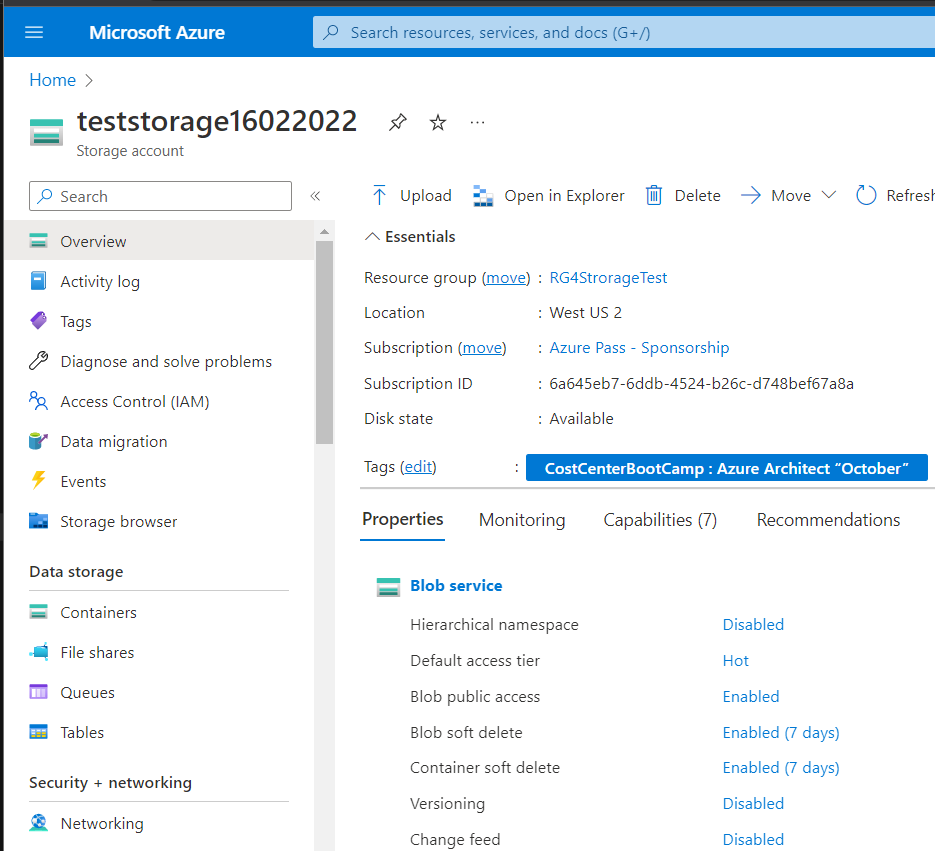 Microsoft Azure
Search resources, services, and docs (G+/)
Home
teststorage16022022
Storage account
Search
Overview
Activity log
Tags
Diagnose and solve problems
Access Control (IAM)
Data migration
Events
Storage browser
Data storage
Containers
File shares
Queues
Tables
Security + networking
Networking
Upload Open in Explorer Delete Move Refresh
Essentials
Resource group (move) : RG4StrorageTest
Location : West US 2
Subscription (move) : Azure Pass - Sponsorship
Subscription ID : 6a645eb7-6ddb-4524-b26c-d748bef67a8a
Disk state : Available
Tags (edit) : CostCenterBootCamp : Azure Architect “October”
Properties Monitoring Capabilities (7) Recommendations
Blob service
Hierarchical namespace Disabled
Default access tier Hot
Blob public access Enabled
Blob soft delete Enabled (7 days)
Container soft delete Enabled (7 days)
Versioning Disabled
Change feed Disabled